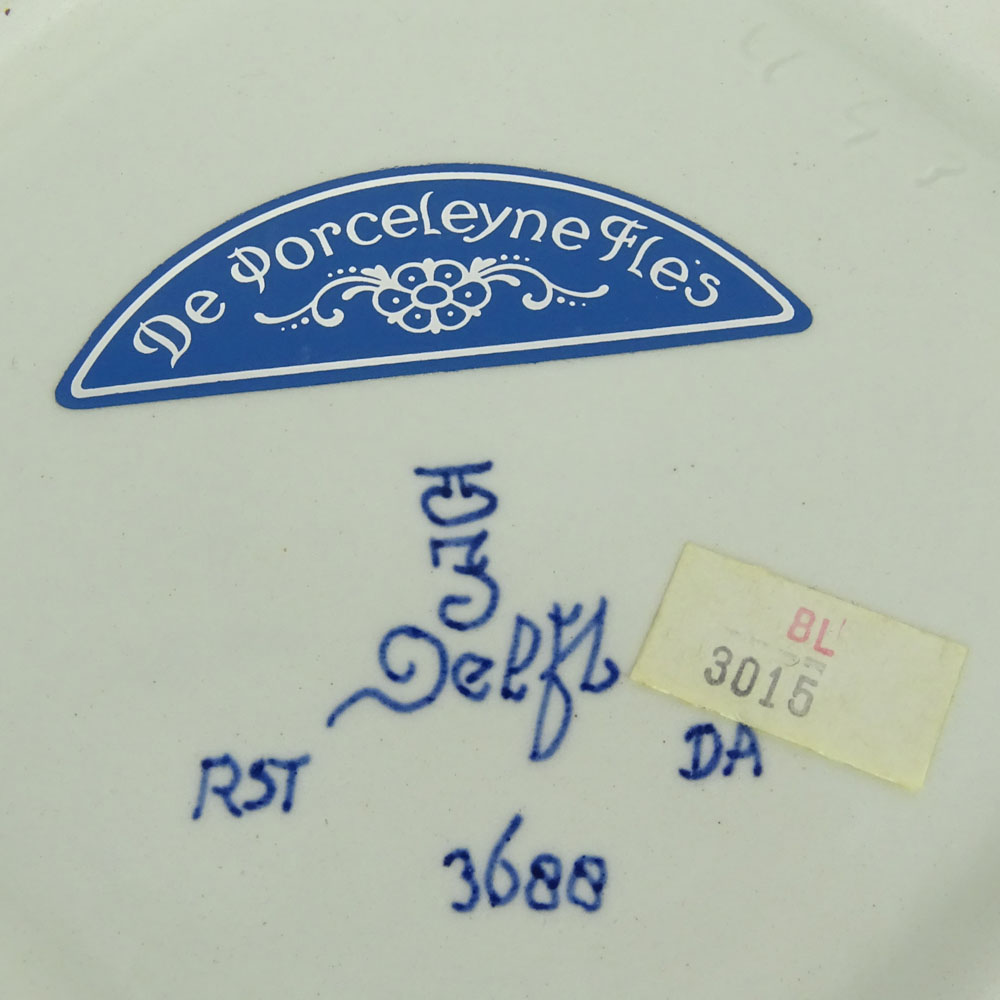 De Porceleyne Fles
Delft
BL
3015
RST
DA
3688